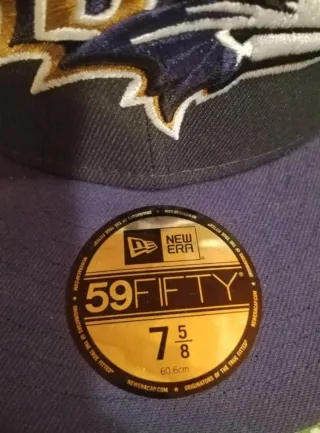 NEW ERA
59FIFTY
7 5/8
60.6cm
NEWERACAP.COM ★ ORIGINATORS OF THE TRUE FITTED